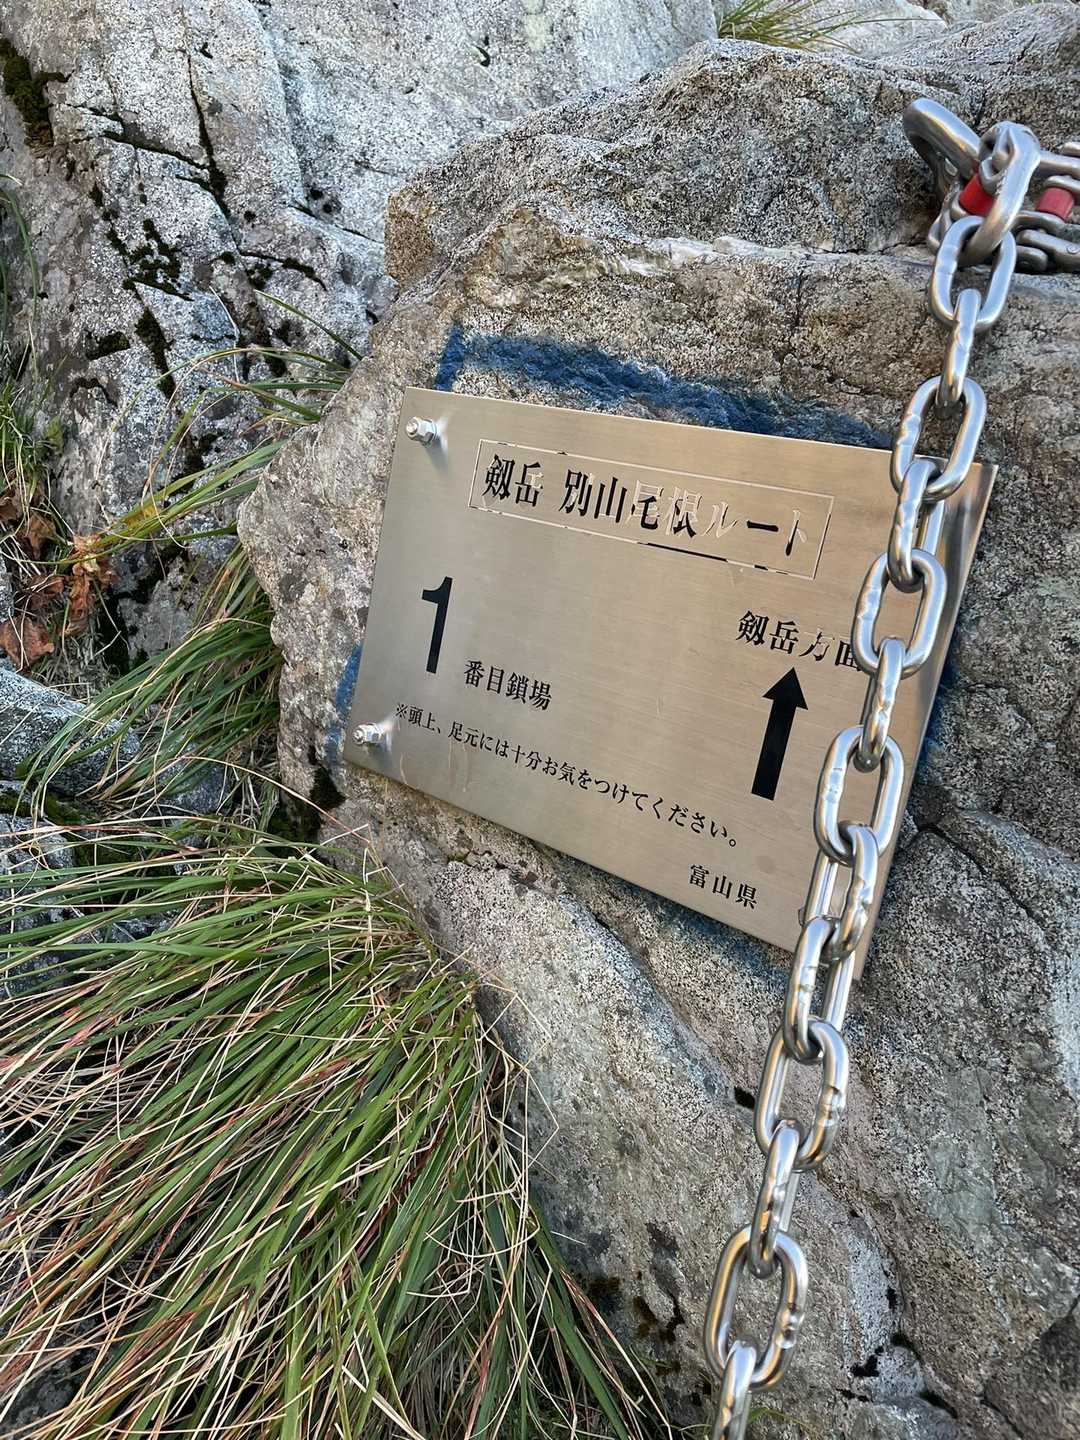 剱岳 別山尾根ルート
剱岳方面
1
番目鎖場
※頭上、足元には十分お気をつけてください。
富山県